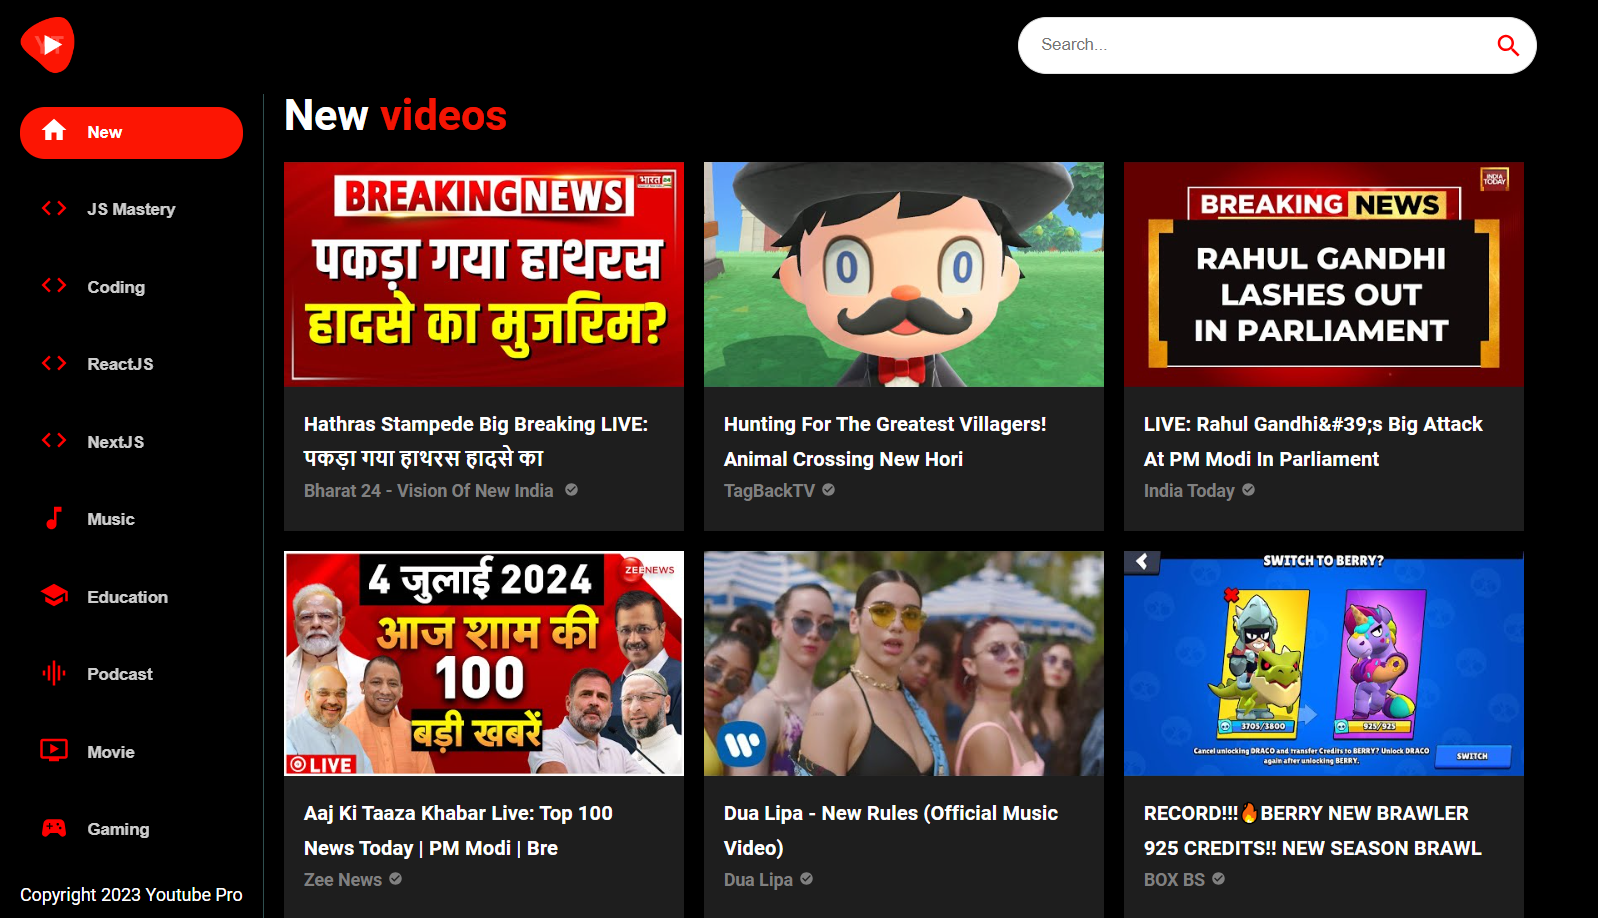 YT
Search...
New
JS Mastery
Coding
ReactJS
NextJS
Music
Education
Podcast
Movie
Gaming
Copyright 2023 Youtube Pro
New videos
BREAKING NEWS
भारत 24
पकड़ा गया हाथरस
हादसे का मुजरिम?
Hathras Stampede Big Breaking LIVE:
पकड़ा गया हाथरस हादसे का
Bharat 24 - Vision Of New India
0 0
Hunting For The Greatest Villagers!
Animal Crossing New Hori
TagBackTV
INDIA
TODAY
BREAKING NEWS
RAHUL GANDHI
LASHES OUT
IN PARLIAMENT
LIVE: Rahul Gandhi&#39;s Big Attack
At PM Modi In Parliament
India Today
4 जुलाई 2024
ZEE NEWS
आज शाम की
100
बड़ी खबरें
LIVE
Aaj Ki Taaza Khabar Live: Top 100
News Today | PM Modi | Bre
Zee News
Dua Lipa - New Rules (Official Music
Video)
Dua Lipa
SWITCH TO BERRY?
3705/3800
925/925
Cancel unlocking DRACO and transfer Credits to BERRY? Unlock DRACO
again after unlocking BERRY.
SWITCH
RECORD!!!🔥BERRY NEW BRAWLER
925 CREDITS!! NEW SEASON BRAWL
BOX BS